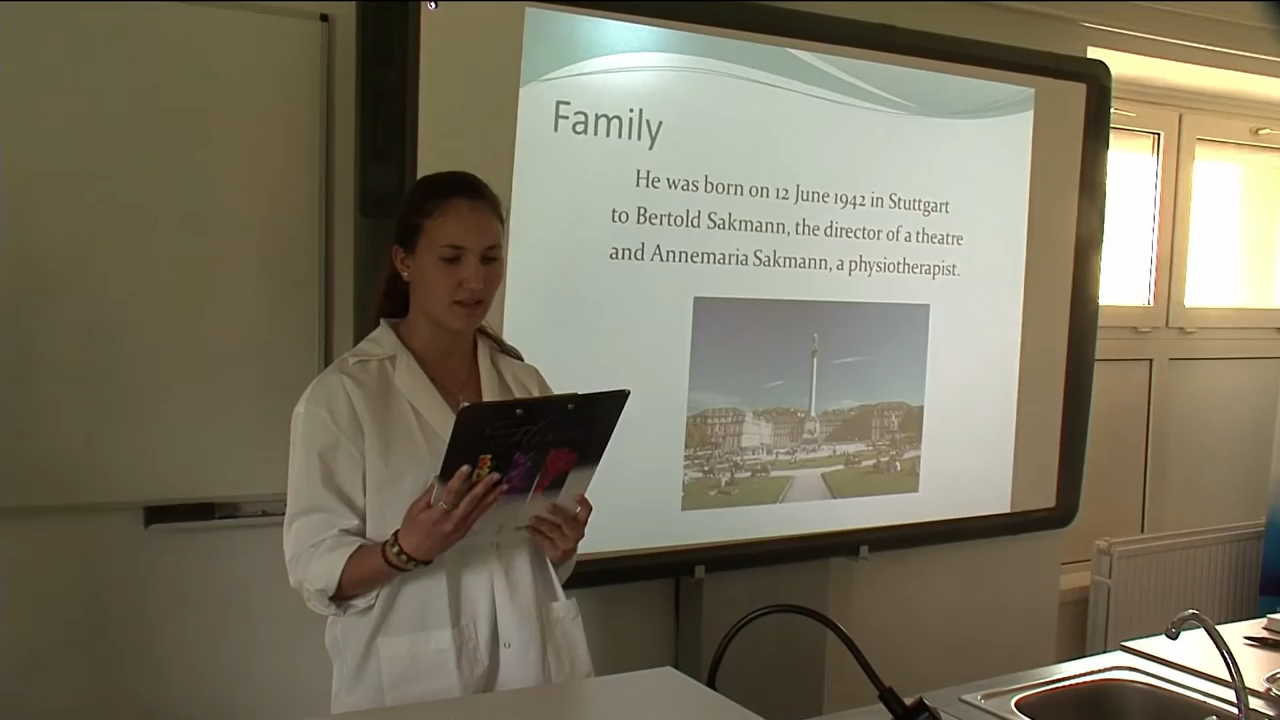 Family
He was born on 12 June 1942 in Stuttgart
to Bertold Sakmann, the director of a theatre
and Annemaria Sakmann, a physiotherapist.